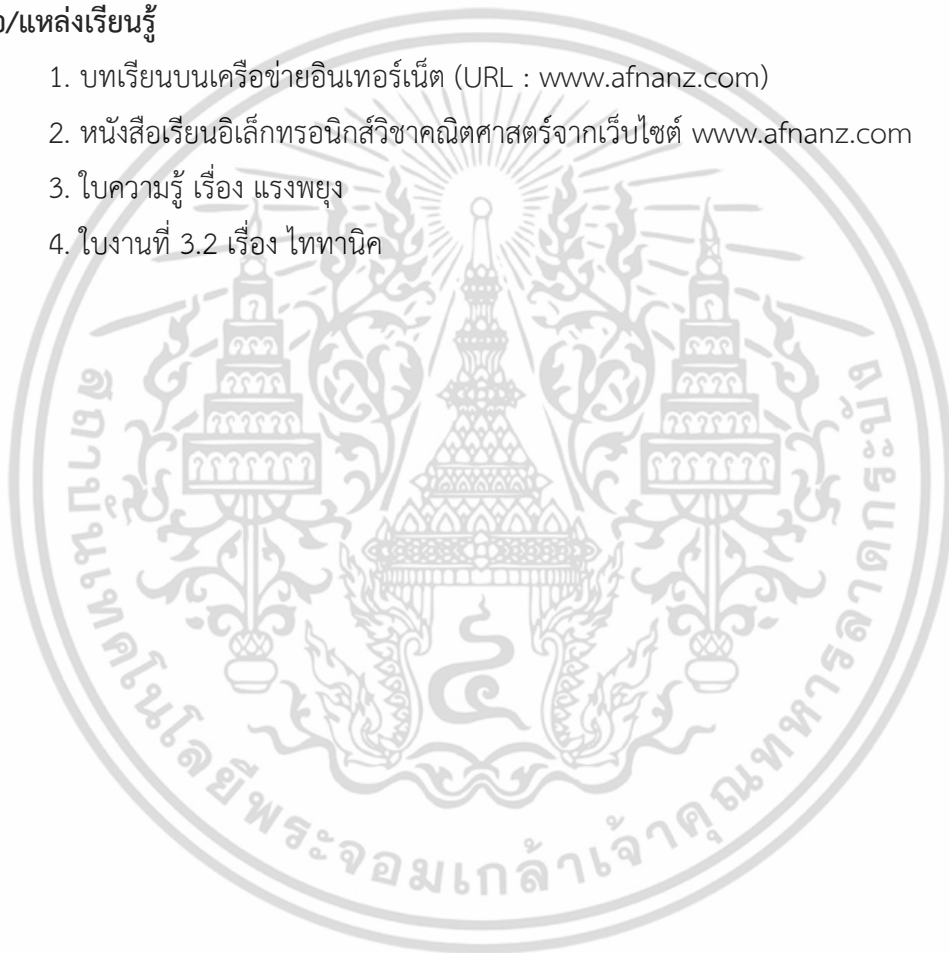 /แหล่งเรียนรู้
1. บทเรียนบนเครือข่ายอินเทอร์เน็ต (URL : www.afnanz.com)
2. หนังสือเรียนอิเล็กทรอนิกส์วิชาคณิตศาสตร์จากเว็บไซต์ www.afnanz.com
3. ใบความรู้ เรื่อง แรงพยุง
4. ใบงานที่ 3.2 เรื่อง ไททานิค
สถาบันเทคโนโลยีพระจอมเกล้าเจ้าคุณทหารลาดกระบัง